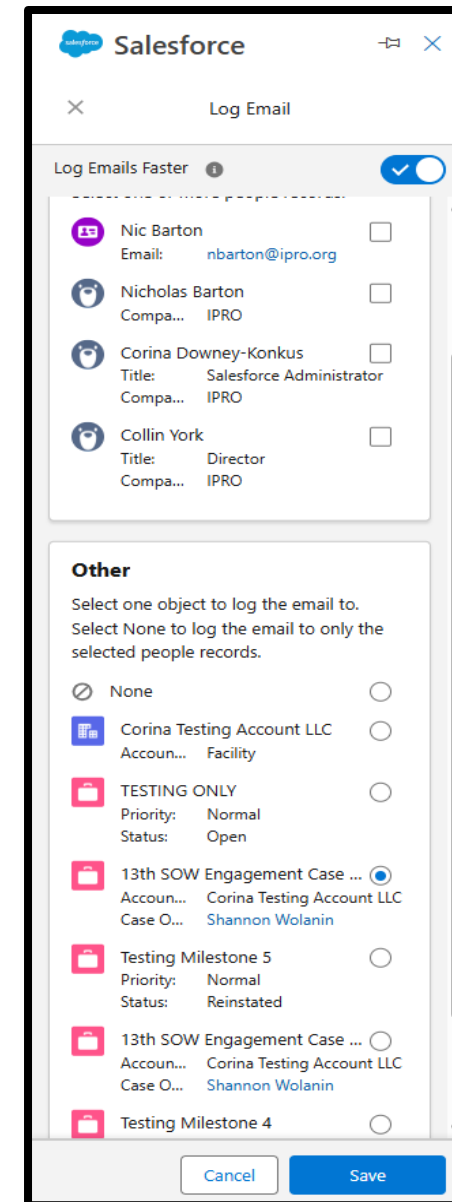 salesforce
Salesforce
Log Email
Log Emails Faster
Select one or more people records.
Nic Barton
Email: nbarton@ipro.org
Nicholas Barton
Compa... IPRO
Corina Downey-Konkus
Title: Salesforce Administrator
Compa... IPRO
Collin York
Title: Director
Compa... IPRO
Other
Select one object to log the email to.
Select None to log the email to only the
selected people records.
None
Corina Testing Account LLC
Accoun... Facility
TESTING ONLY
Priority: Normal
Status: Open
13th SOW Engagement Case ...
Accoun... Corina Testing Account LLC
Case O... Shannon Wolanin
Testing Milestone 5
Priority: Normal
Status: Reinstated
13th SOW Engagement Case ...
Accoun... Corina Testing Account LLC
Case O... Shannon Wolanin
Testing Milestone 4
Cancel
Save